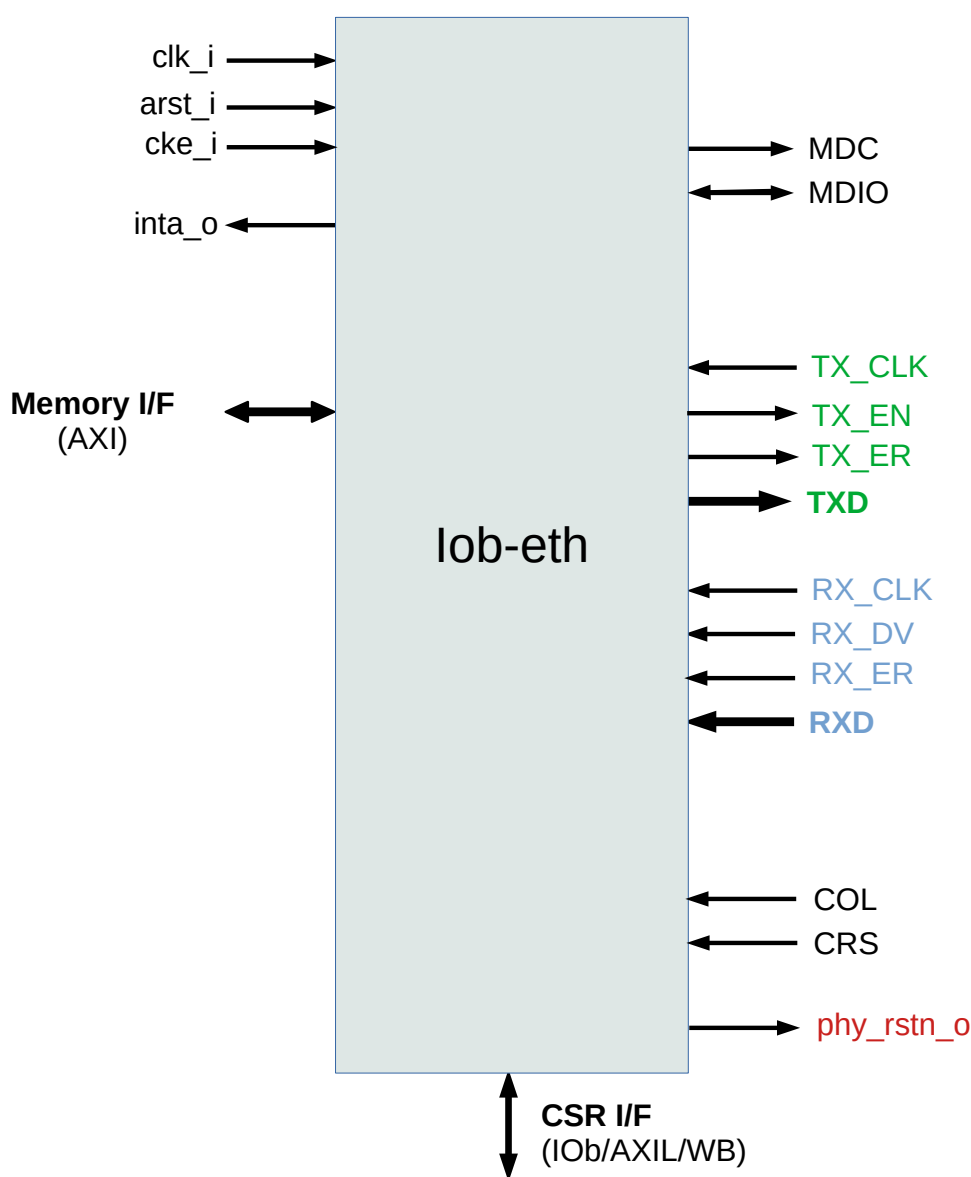 clk_i
arst_i
cke_i
inta_o
Memory I/F
(AXI)
Iob-eth
MDC
MDIO
TX_CLK
TX_EN
TX_ER
TXD
RX_CLK
RX_DV
RX_ER
RXD
COL
CRS
phy_rstn_o
CSR I/F
(IOb/AXIL/WB)